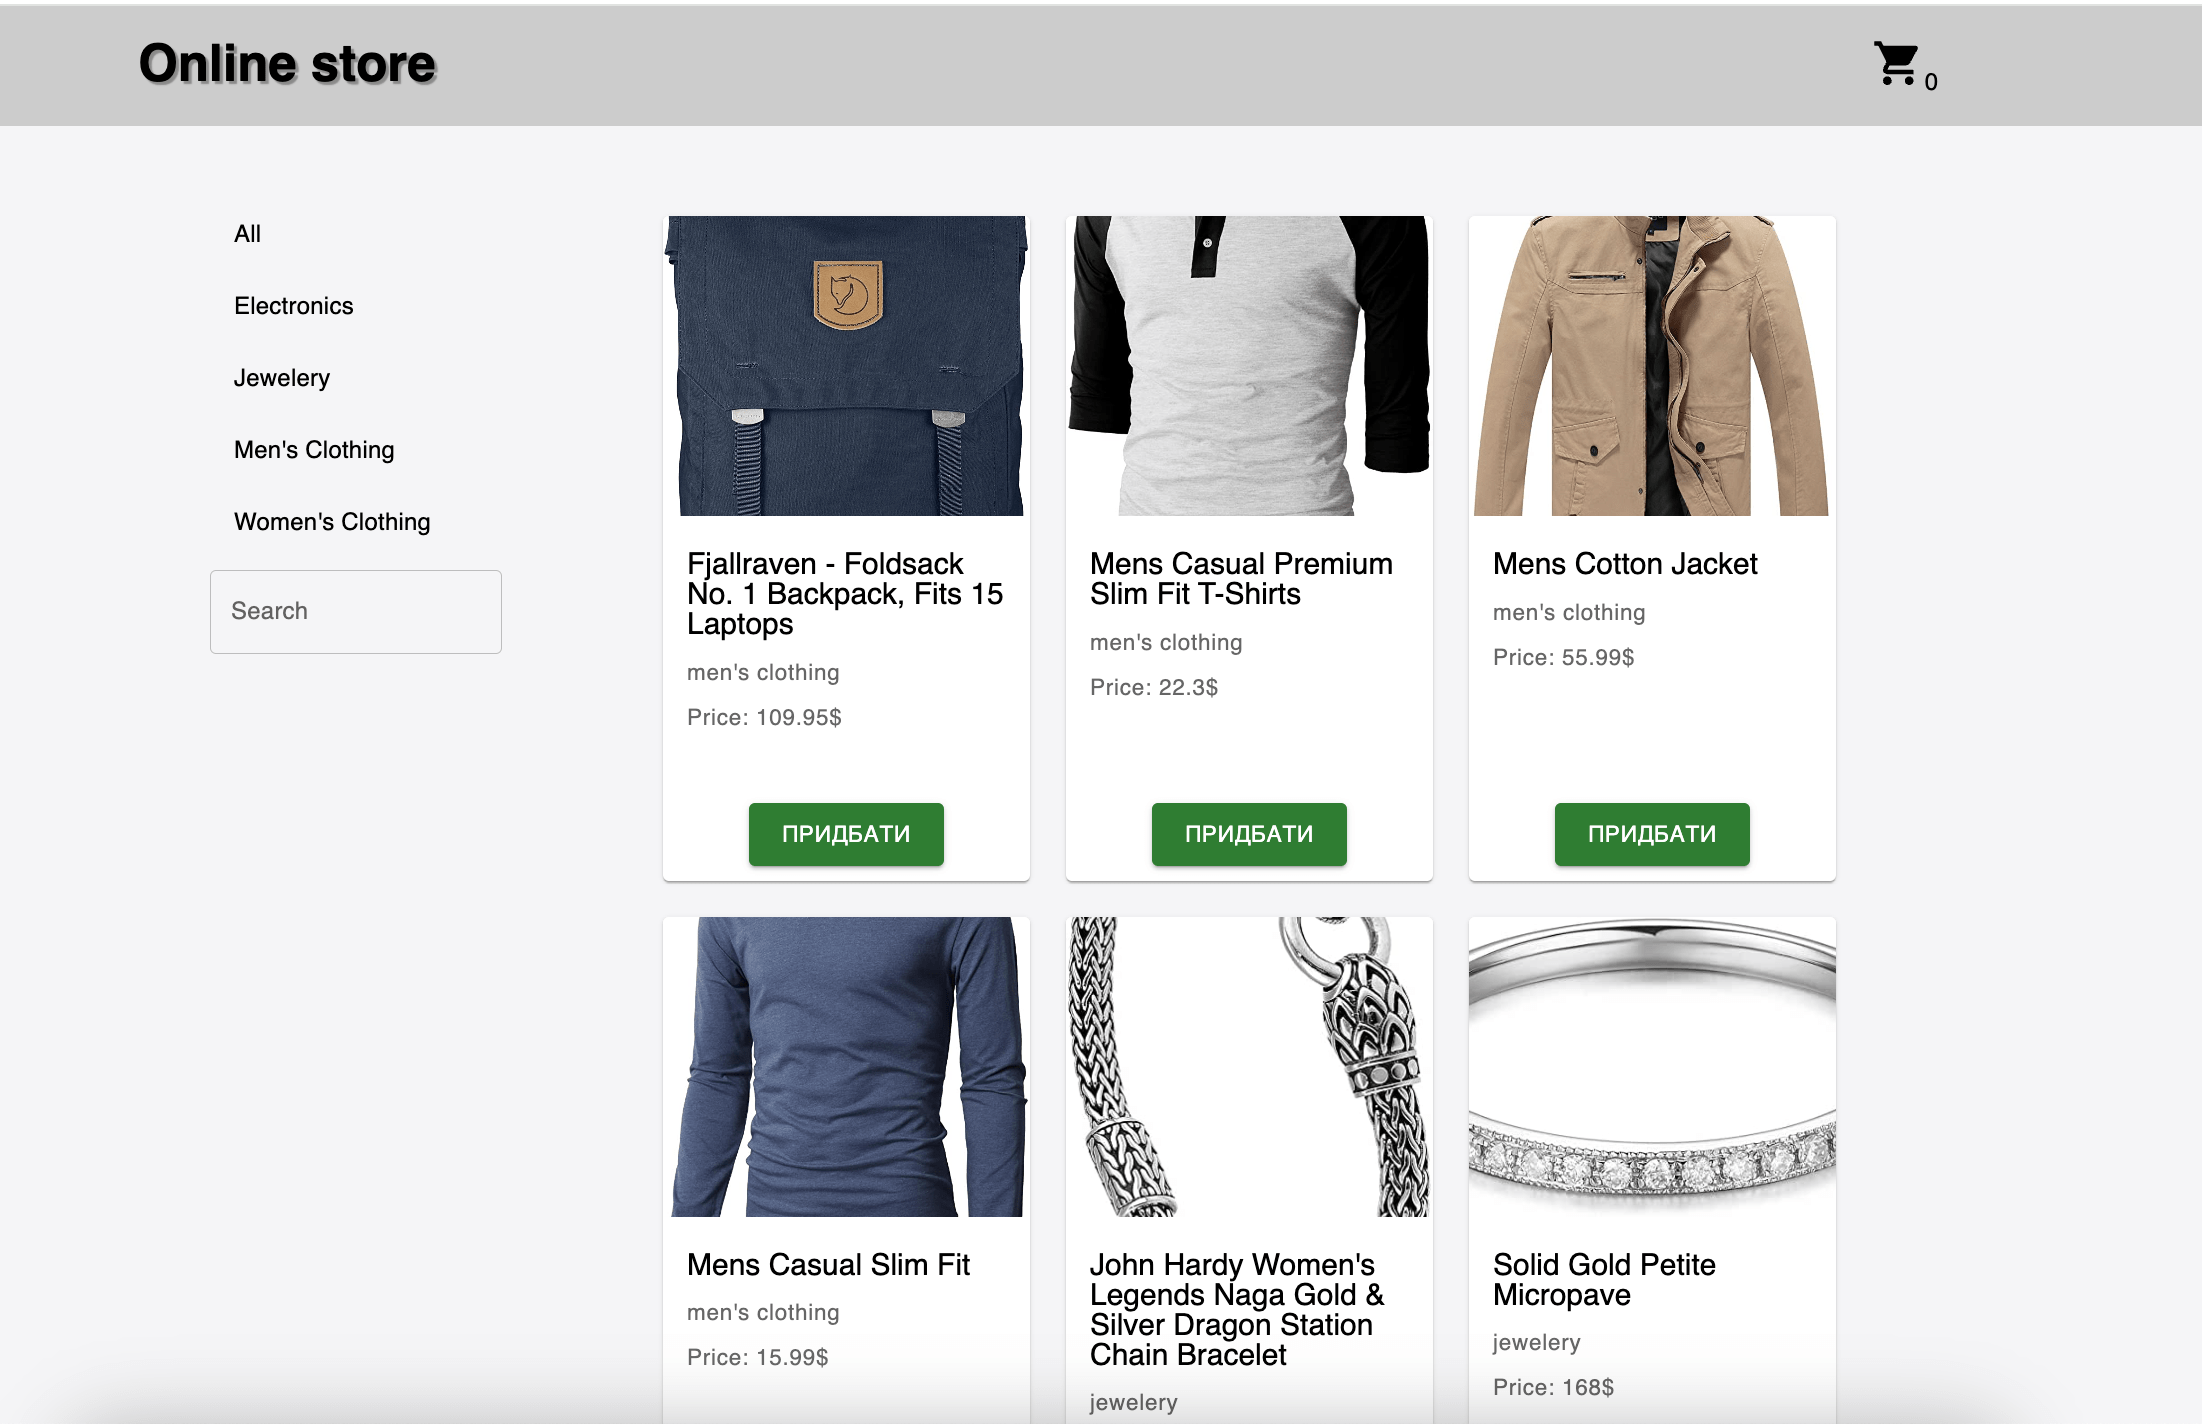 Online store
0
All
Electronics
Jewelery
Men's Clothing
Women's Clothing
Search
Fjallraven - Foldsack
No. 1 Backpack, Fits 15
Laptops
men's clothing
Price: 109.95$
ПРИДБАТИ
Mens Casual Premium
Slim Fit T-Shirts
men's clothing
Price: 22.3$
ПРИДБАТИ
Mens Cotton Jacket
men's clothing
Price: 55.99$
ПРИДБАТИ
Mens Casual Slim Fit
men's clothing
Price: 15.99$
John Hardy Women's
Legends Naga Gold &
Silver Dragon Station
Chain Bracelet
jewelery
Solid Gold Petite
Micropave
jewelery
Price: 168$